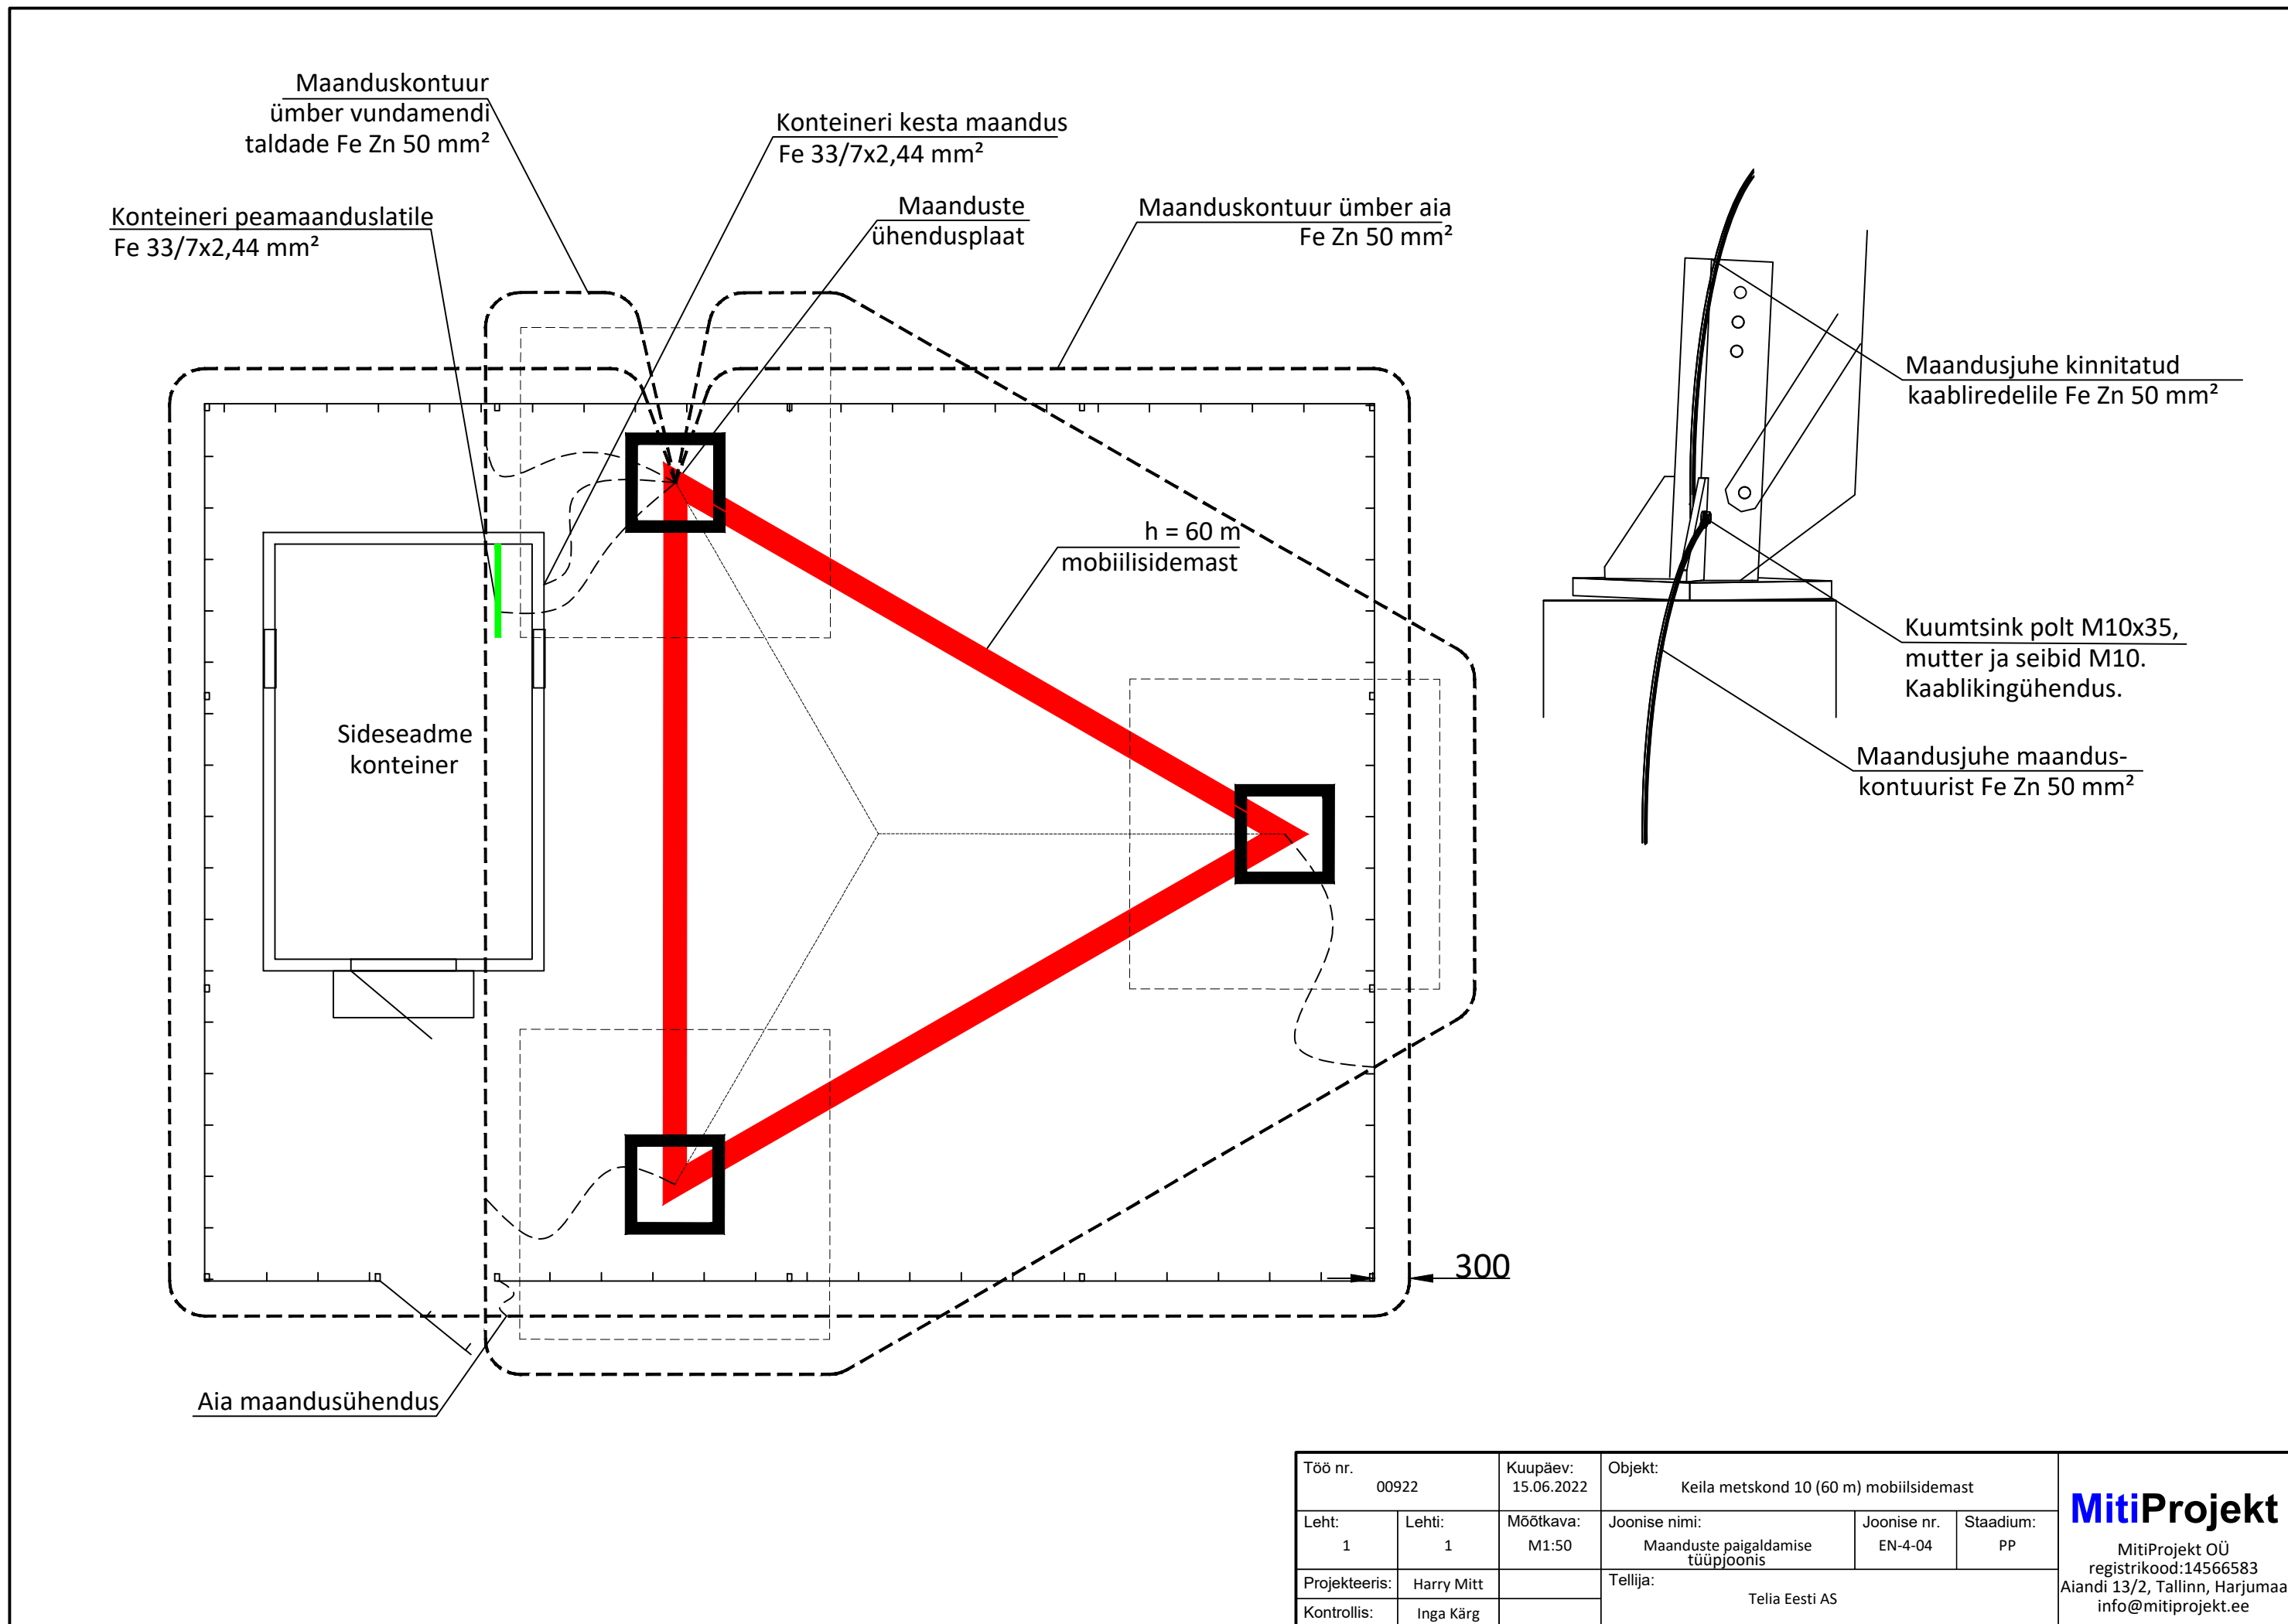 Maanduskontuur
ümber vundamendi
taldade Fe Zn 50 mm²
Konteineri kesta maandus
Fe 33/7x2,44 mm²
Konteineri peamaanduslatile
Fe 33/7x2,44 mm²
Maanduste
ühendusplaat
Maanduskontuur ümber aia
Fe Zn 50 mm²
Maandusjuhe kinnitatud
kaabliredelile Fe Zn 50 mm²
h = 60 m
mobiilisidemast
Kuumtsink polt M10x35,
mutter ja seibid M10.
Kaablikingühendus.
Sideseadme
konteiner
Maandusjuhe maandus-
kontuurist Fe Zn 50 mm²
300
Aia maandusühendus
Töö nr.
00922
Kuupäev:
15.06.2022
Objekt:
Keila metskond 10 (60 m) mobiilsidemast
Leht:
1
Lehti:
1
Mõõtkava:
M1:50
Joonise nimi:
Maanduste paigaldamise
tüüpjoonis
Joonise nr.
EN-4-04
Staadium:
PP
Projekteeris:
Harry Mitt
Kontrollis:
Inga Kärg
Tellija:
Telia Eesti AS
MitiProjekt
MitiProjekt OÜ
registrikood:14566583
Aiandi 13/2, Tallinn, Harjumaa
info@mitiprojekt.ee